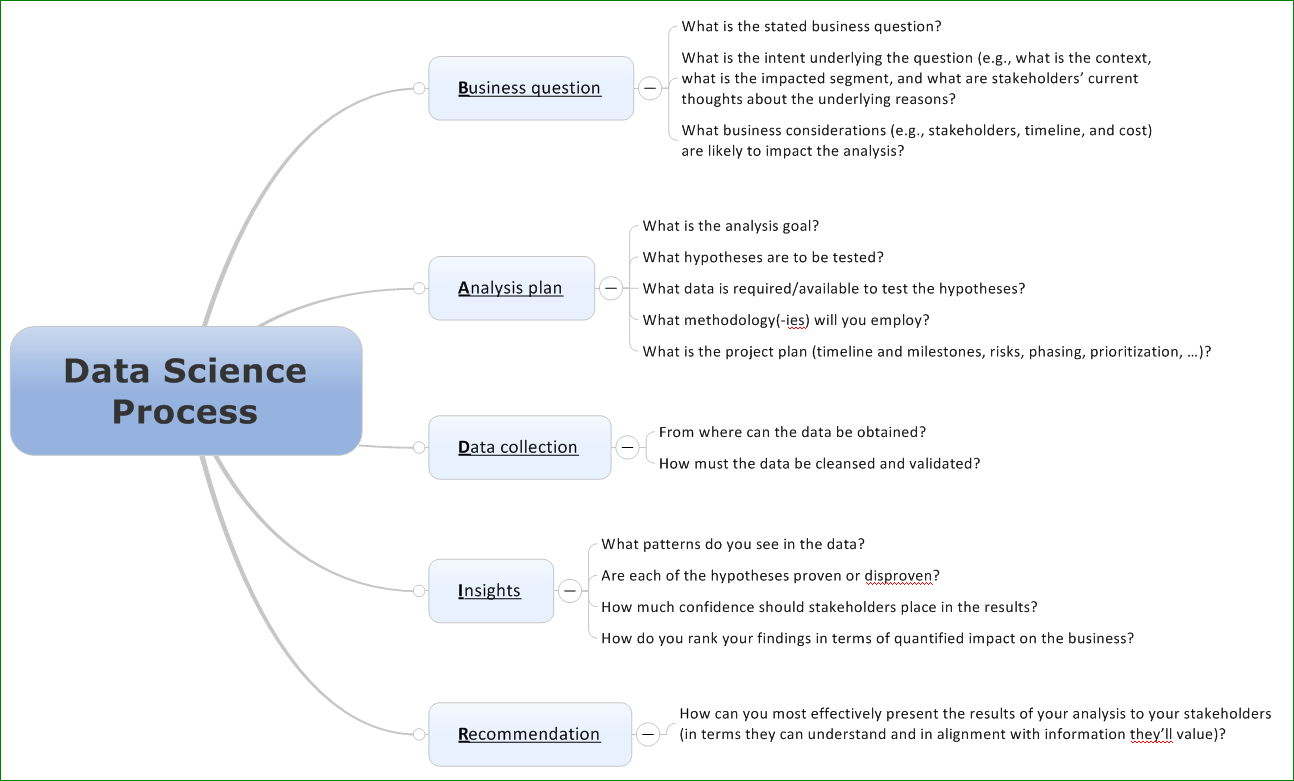 Data Science
Process
Business question
What is the stated business question?
What is the intent underlying the question (e.g., what is the context,
what is the impacted segment, and what are stakeholders’ current
thoughts about the underlying reasons?
What business considerations (e.g., stakeholders, timeline, and cost)
are likely to impact the analysis?
Analysis plan
What is the analysis goal?
What hypotheses are to be tested?
What data is required/available to test the hypotheses?
What methodology(-ies) will you employ?
What is the project plan (timeline and milestones, risks, phasing, prioritization, …)?
Data collection
From where can the data be obtained?
How must the data be cleansed and validated?
Insights
What patterns do you see in the data?
Are each of the hypotheses proven or disproven?
How much confidence should stakeholders place in the results?
How do you rank your findings in terms of quantified impact on the business?
Recommendation
How can you most effectively present the results of your analysis to your stakeholders
(in terms they can understand and in alignment with information they’ll value)?